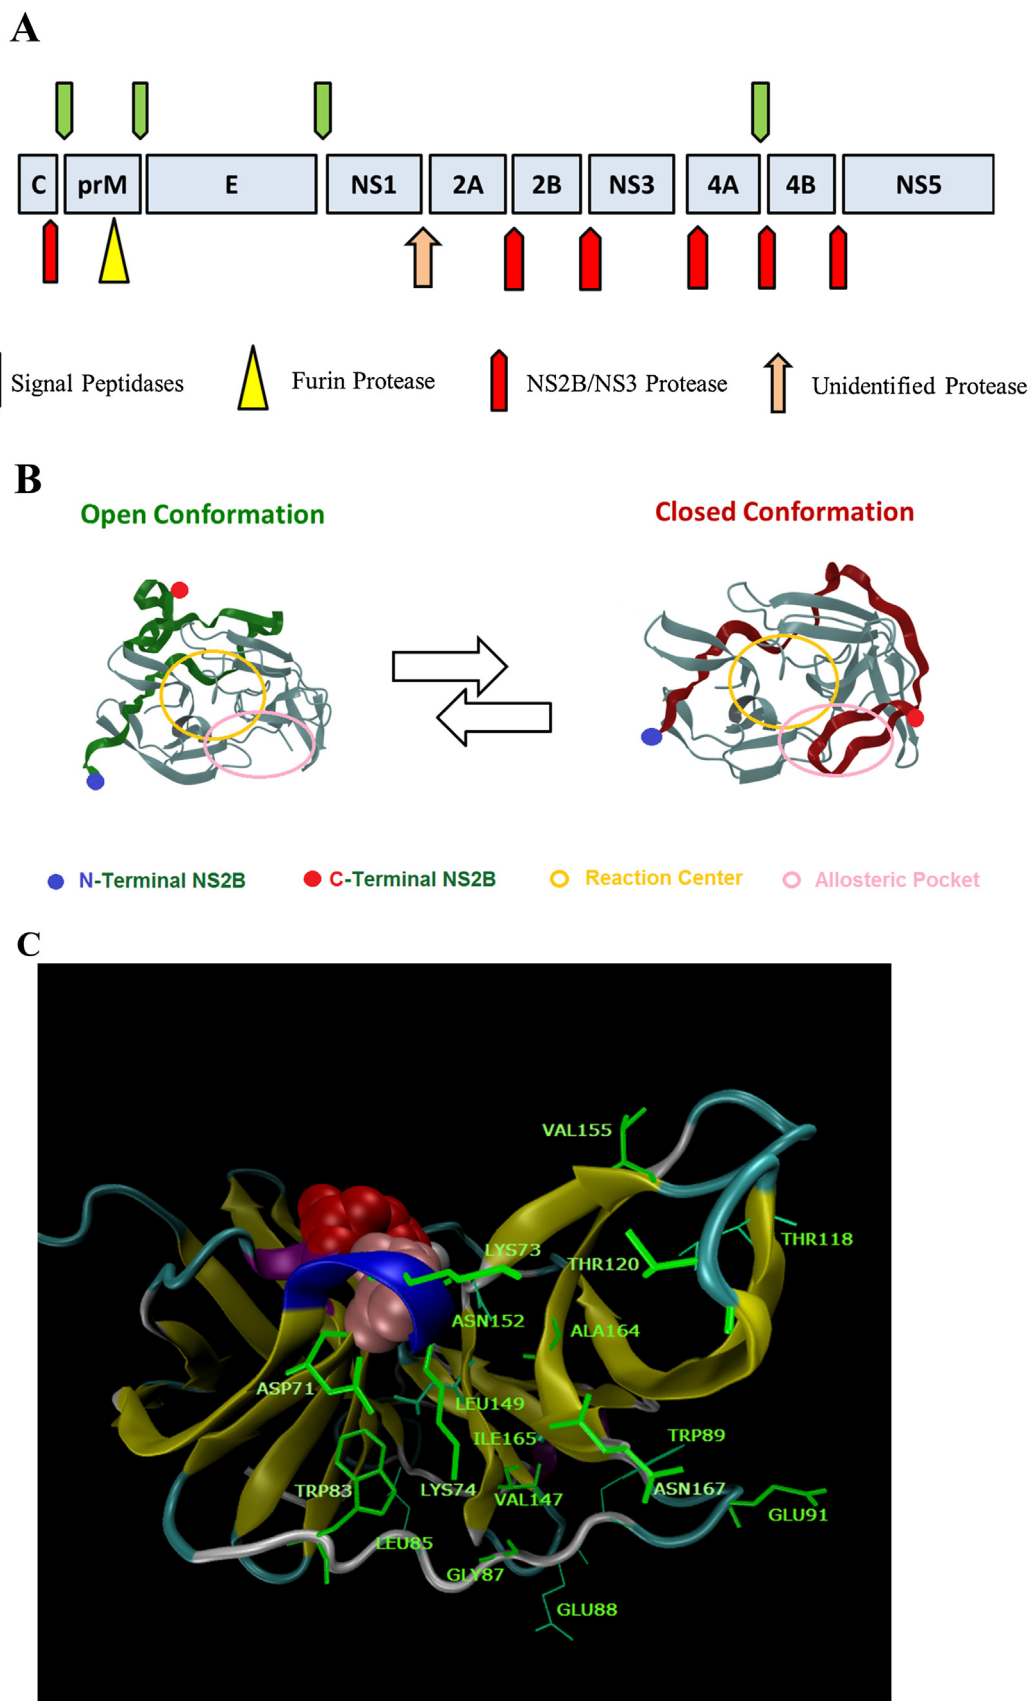 A
C prM E NS1 2A 2B NS3 4A 4B NS5
Signal Peptidases Furin Protease NS2B/NS3 Protease Unidentified Protease
B
Open Conformation Closed Conformation
N-Terminal NS2B C-Terminal NS2B Reaction Center Allosteric Pocket
C
VAL155
THR118
LYS73
THR120
ASN152
ALA164
ASP71
LEU149
ILE165
TRP89
TRP83
LYS74
VAL147
ASN167
GLU91
LEU85
GLY87
GLU88